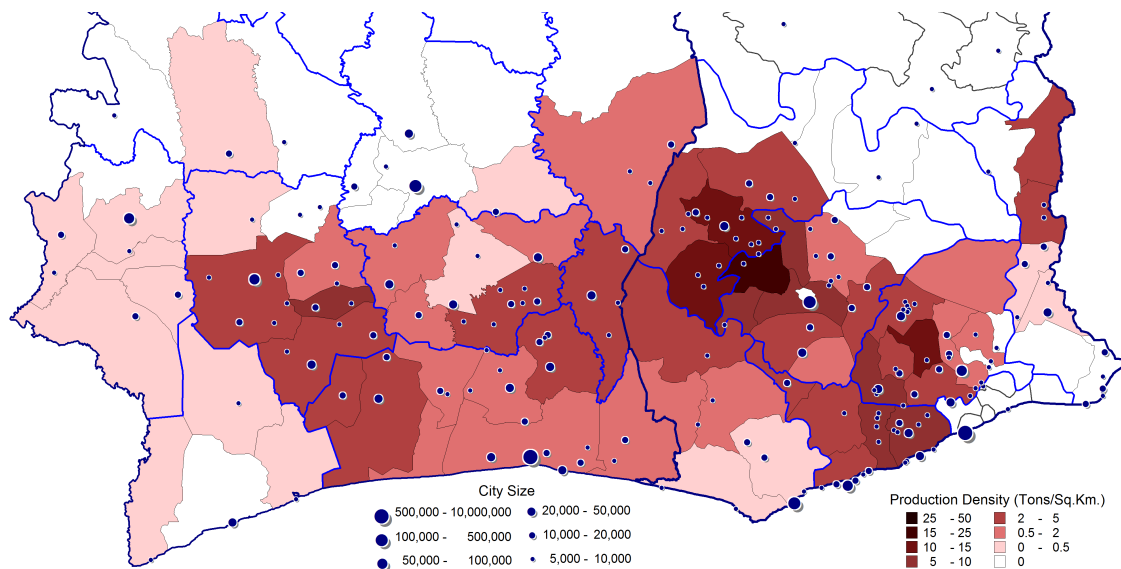 City Size
500,000 - 10,000,000
100,000 - 500,000
50,000 - 100,000
20,000 - 50,000
10,000 - 20,000
5,000 - 10,000
Production Density (Tons/Sq.Km.)
25 - 50
15 - 25
10 - 15
5 - 10
2 - 5
0.5 - 2
0 - 0.5
0